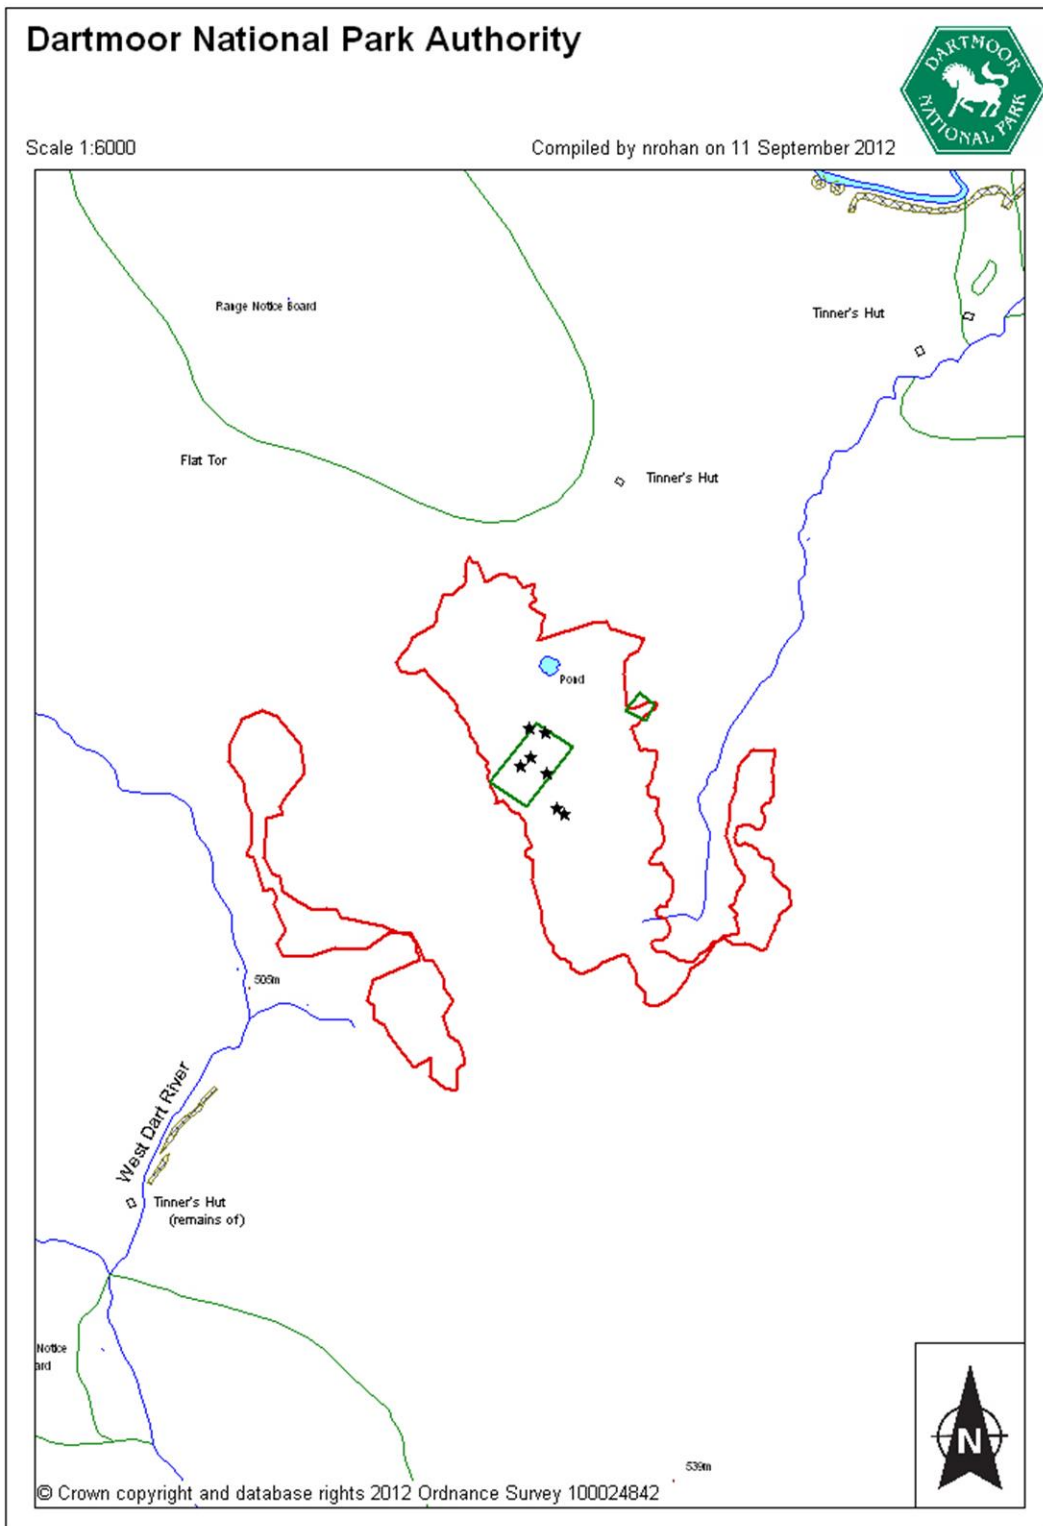 Dartmoor National Park Authority
DARTMOOR
NATIONAL PARK
Scale 1:6000
Compiled by nrohan on 11 September 2012
Range Notice Board
Tinner's Hut
Flat Tor
Tinner's Hut
Pond
505m
West Dart River
Tinner's Hut
(remains of)
Notice
ard
539m
N
© Crown copyright and database rights 2012 Ordnance Survey 100024842